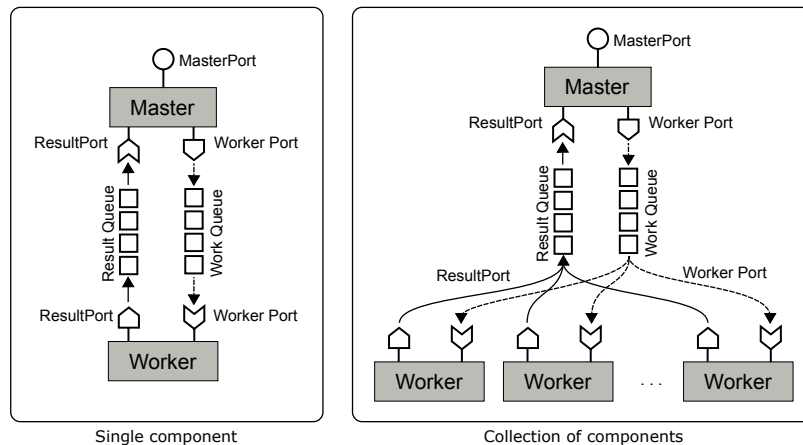 MasterPort
Master
ResultPort
Worker Port
Result Queue
Work Queue
ResultPort
Worker Port
Worker
Single component
MasterPort
Master
ResultPort
Worker Port
Result Queue
Work Queue
ResultPort
Worker Port
Worker
Worker
. . .
Worker
Collection of components